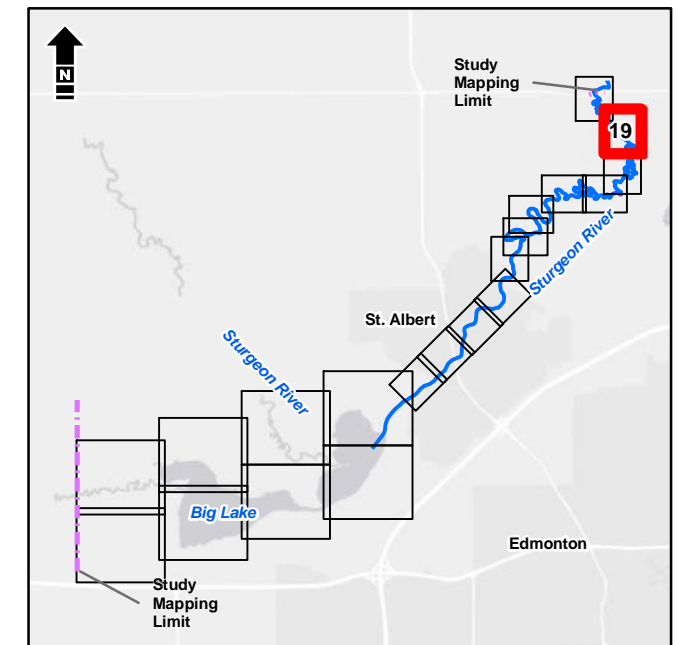 N
Study
Mapping
Limit
19
Sturgeon River
St. Albert
Sturgeon River
Big Lake
Edmonton
Study
Mapping
Limit